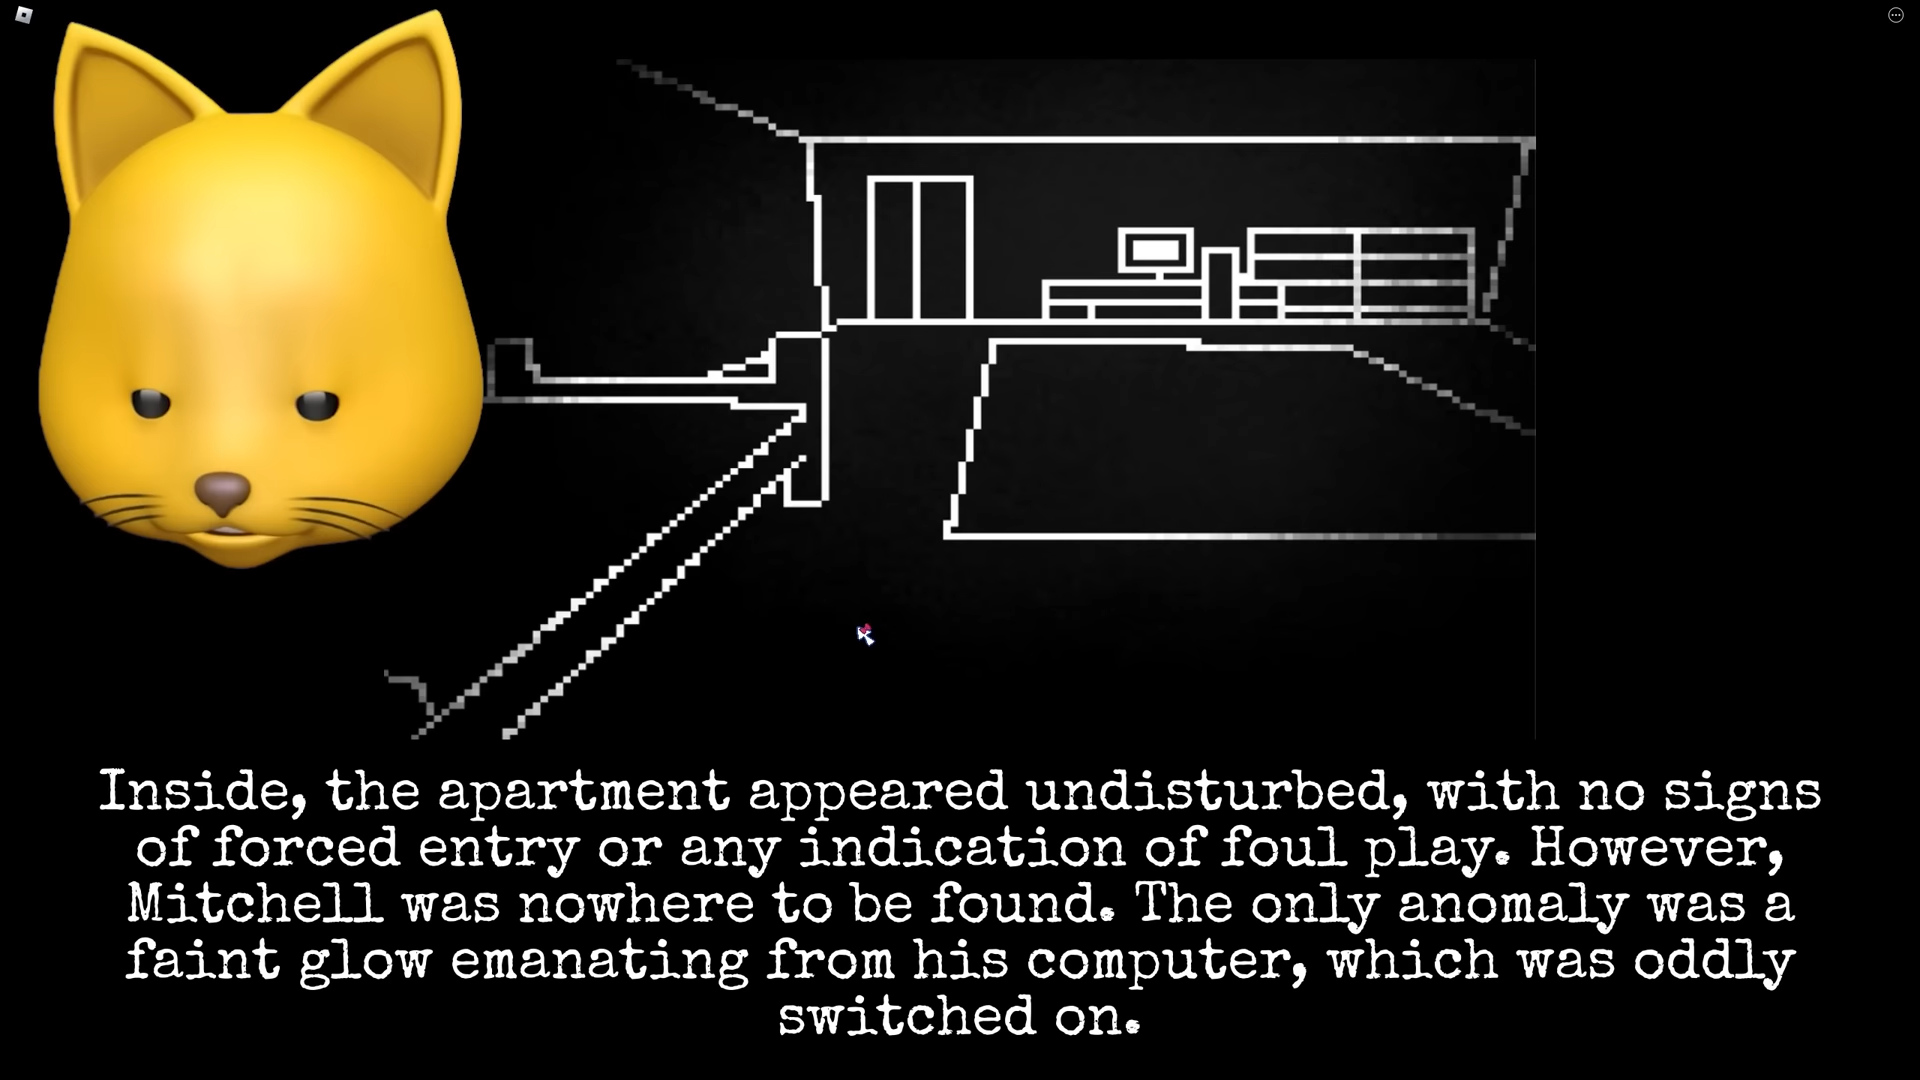 Inside, the apartment appeared undisturbed, with no signs
of forced entry or any indication of foul play. However,
Mitchell was nowhere to be found. The only anomaly was a
faint glow emanating from his computer, which was oddly
switched on.